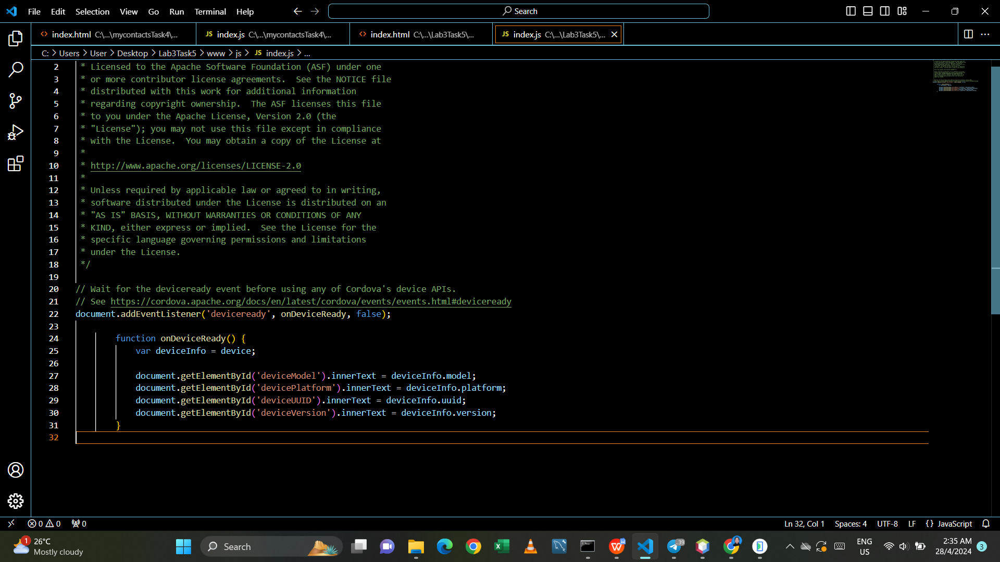 File Edit Selection View Go Run Terminal Help Search
index.html C:\...\mycontactsTask4\... JS index.js C:\...\mycontactsTask4\... index.html C:\...\Lab3Task5\... JS index.js C:\...\Lab3Task5\...
C: > Users > User > Desktop > Lab3Task5 > www > js > JS index.js > ...
2 * Licensed to the Apache Software Foundation (ASF) under one
3 * or more contributor license agreements.  See the NOTICE file
4 * distributed with this work for additional information
5 * regarding copyright ownership.  The ASF licenses this file
6 * to you under the Apache License, Version 2.0 (the
7 * "License"); you may not use this file except in compliance
8 * with the License.  You may obtain a copy of the License at
9 *
10 * http://www.apache.org/licenses/LICENSE-2.0
11 *
12 * Unless required by applicable law or agreed to in writing,
13 * software distributed under the License is distributed on an
14 * "AS IS" BASIS, WITHOUT WARRANTIES OR CONDITIONS OF ANY
15 * KIND, either express or implied.  See the License for the
16 * specific language governing permissions and limitations
17 * under the License.
18 */
19
20 // Wait for the deviceready event before using any of Cordova's device APIs.
21 // See https://cordova.apache.org/docs/en/latest/cordova/events/events.html#deviceready
22 document.addEventListener('deviceready', onDeviceReady, false);
23
24 function onDeviceReady() {
25 var deviceInfo = device;
26
27 document.getElementById('deviceModel').innerText = deviceInfo.model;
28 document.getElementById('devicePlatform').innerText = deviceInfo.platform;
29 document.getElementById('deviceUUID').innerText = deviceInfo.uuid;
30 document.getElementById('deviceVersion').innerText = deviceInfo.version;
31 }
32
0 0 0 Ln 32, Col 1 Spaces: 4 UTF-8 LF {} JavaScript
1 26°C Search 39 ENG 2:35 AM
Mostly cloudy US 28/4/2024 3